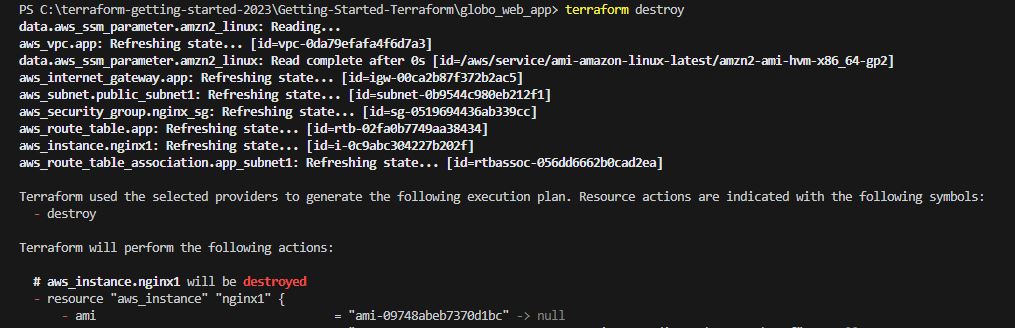 PS C:\terraform-getting-started-2023\Getting-Started-Terraform\globo_web_app> terraform destroy
data.aws_ssm_parameter.amzn2_linux: Reading...
aws_vpc.app: Refreshing state... [id=vpc-0da79efafa4f6d7a3]
data.aws_ssm_parameter.amzn2_linux: Read complete after 0s [id=/aws/service/ami-amazon-linux-latest/amzn2-ami-hvm-x86_64-gp2]
aws_internet_gateway.app: Refreshing state... [id=igw-00ca2b87f372b2ac5]
aws_subnet.public_subnet1: Refreshing state... [id=subnet-0b9544c980eb212f1]
aws_security_group.nginx_sg: Refreshing state... [id=sg-0519694436ab339cc]
aws_route_table.app: Refreshing state... [id=rtb-02fa0b7749aa38434]
aws_instance.nginx1: Refreshing state... [id=i-0c9abc304227b202f]
aws_route_table_association.app_subnet1: Refreshing state... [id=rtbassoc-056dd6662b0cad2ea]
Terraform used the selected providers to generate the following execution plan. Resource actions are indicated with the following symbols:
- destroy
Terraform will perform the following actions:
# aws_instance.nginx1 will be destroyed
- resource "aws_instance" "nginx1" {
- ami = "ami-09748abeb7370d1bc" -> null